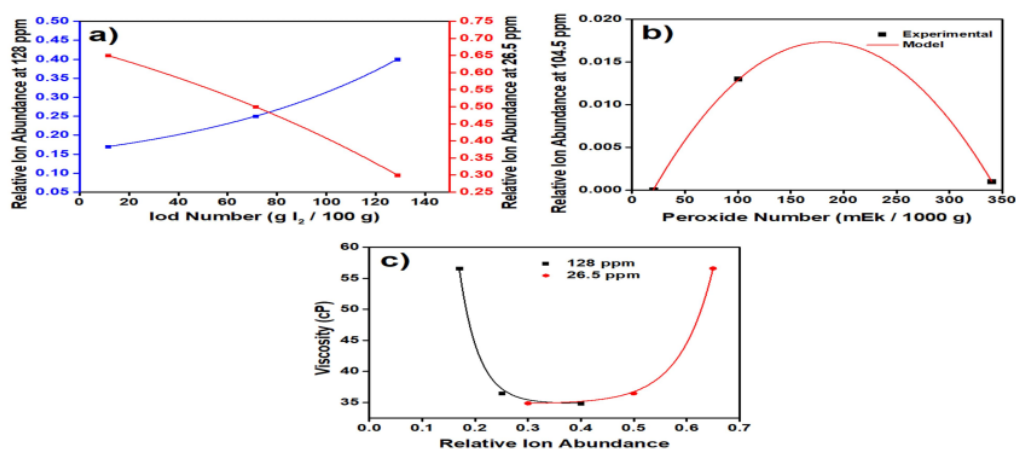 a)
Relative Ion Abundance at 128 ppm
0.50
0.45
0.40
0.35
0.30
0.25
0.20
0.15
0.10
0.05
0.75
0.70
0.65
0.60
0.55
0.50
0.45
0.40
0.35
0.30
0.25
Relative Ion Abundance at 26.5 ppm
0 20 40 60 80 100 120 140
Iod Number (g I₂ / 100 g)
b)
Relative Ion Abundance at 104.5 ppm
0.020
0.015
0.010
0.005
0.000
Experimental
Model
0 50 100 150 200 250 300 350
Peroxide Number (mEk / 1000 g)
c)
Viscosity (cP)
60
55
50
45
40
35
128 ppm
26.5 ppm
0.0 0.1 0.2 0.3 0.4 0.5 0.6 0.7
Relative Ion Abundance